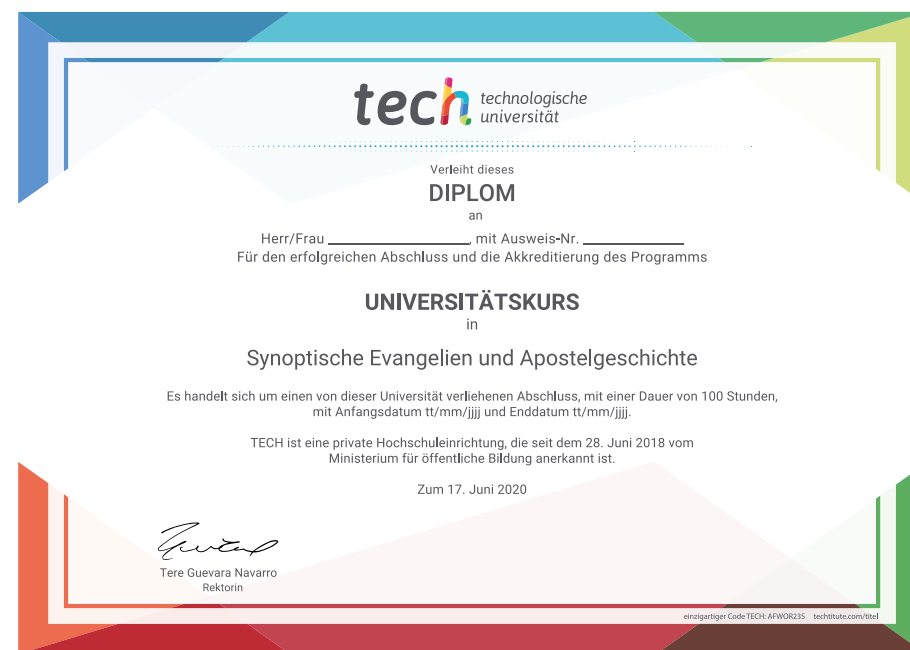 tech technologische
universität
Verleiht dieses
DIPLOM
an
Herr/Frau ____________________, mit Ausweis-Nr. ______________
Für den erfolgreichen Abschluss und die Akkreditierung des Programms
UNIVERSITÄTSKURS
in
Synoptische Evangelien und Apostelgeschichte
Es handelt sich um einen von dieser Universität verliehenen Abschluss, mit einer Dauer von 100 Stunden,
mit Anfangsdatum tt/mm/jjjj und Enddatum tt/mm/jjjj.
TECH ist eine private Hochschuleinrichtung, die seit dem 28. Juni 2018 vom
Ministerium für öffentliche Bildung anerkannt ist.
Zum 17. Juni 2020
Tere Guevara Navarro
Rektorin
einzigartiger Code TECH: AFWOR23S techtitute.com/titel